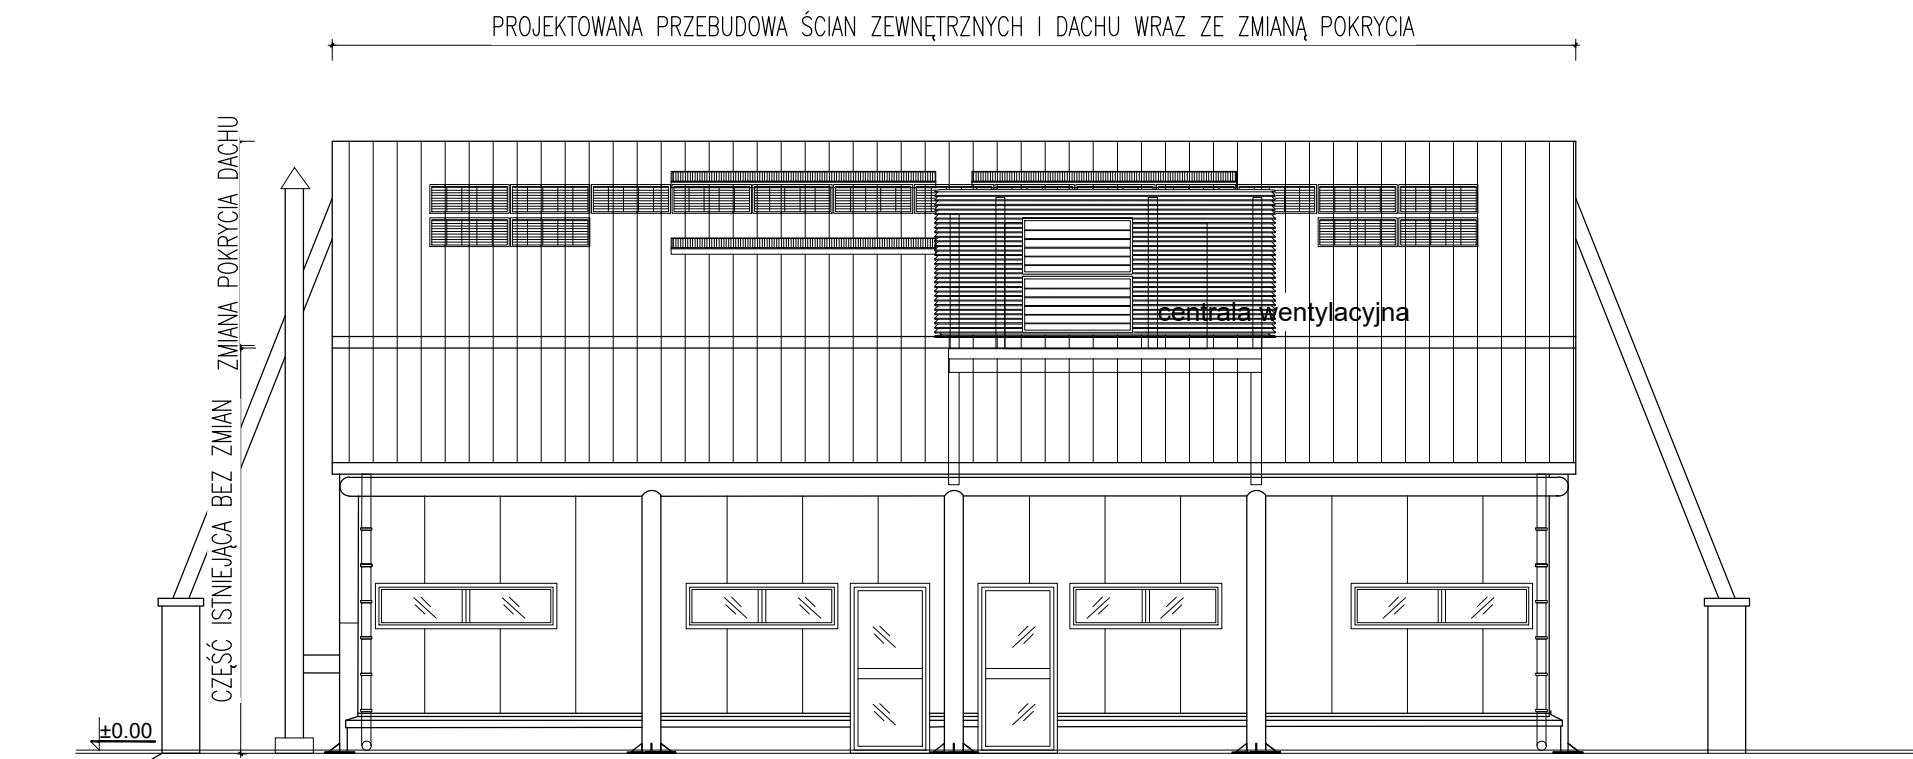 PROJEKTOWANA PRZEBUDOWA ŚCIAN ZEWNĘTRZNYCH I DACHU WRAZ ZE ZMIANĄ POKRYCIA
ZMIANA POKRYCIA DACHU
centrala wentylacyjna
CZĘŚĆ ISTNIEJĄCA BEZ ZMIAN
±0.00